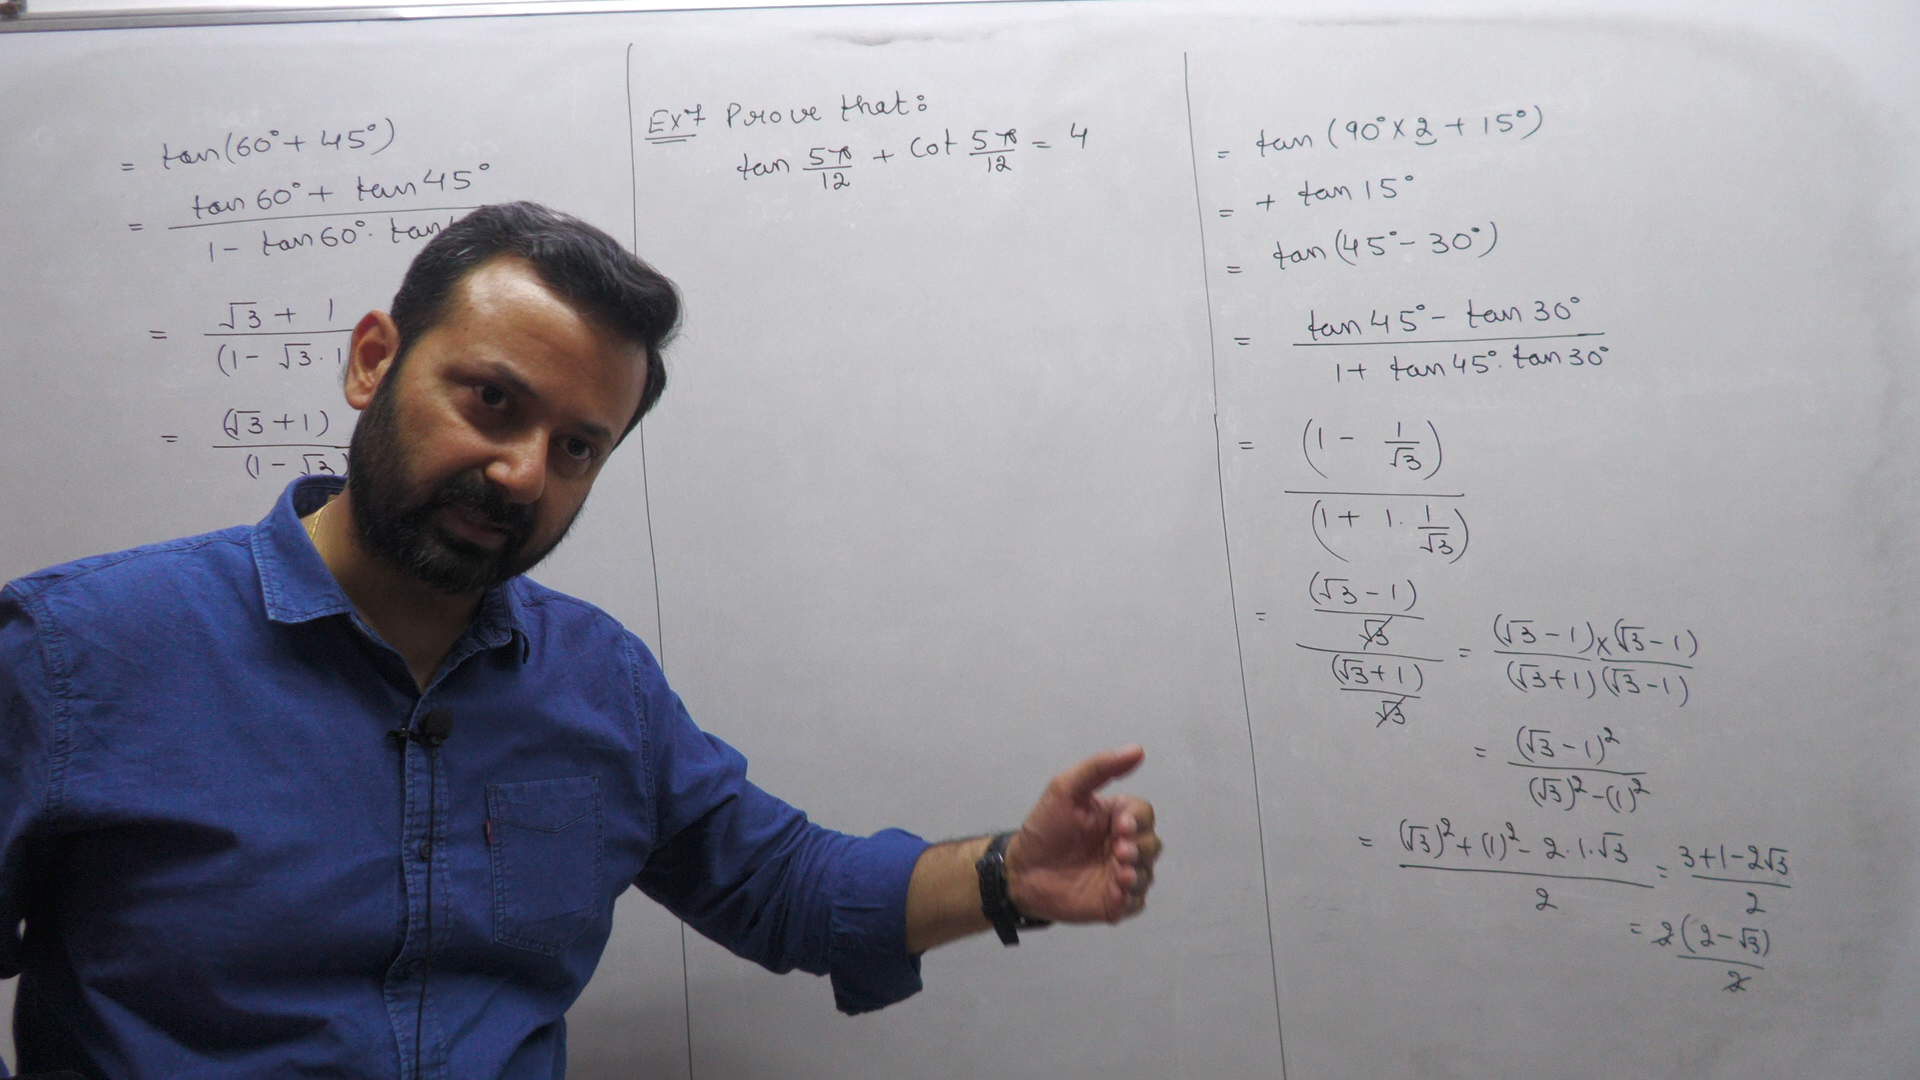 = tan(60° + 45°)
= tan 60° + tan 45°
1 - tan 60° · tan
= √3 + 1
(1 - √3 · 1
= (√3 + 1)
(1 - √3)
Ex 7 Prove that:
tan 5π/12 + cot 5π/12 = 4
= tan (90° × 2 + 15°)
= + tan 15°
= tan (45° - 30°)
= tan 45° - tan 30°
1 + tan 45° · tan 30°
= (1 - 1/√3)
(1 + 1 · 1/√3)
= (√3 - 1)/√3 / (√3 + 1)/√3 = (√3 - 1) × (√3 - 1) / (√3 + 1) (√3 - 1)
= (√3 - 1)² / (√3)² - (1)²
= (√3)² + (1)² - 2 · 1 · √3 / 2 = 3 + 1 - 2√3 / 2
= 2(2 - √3) / 2